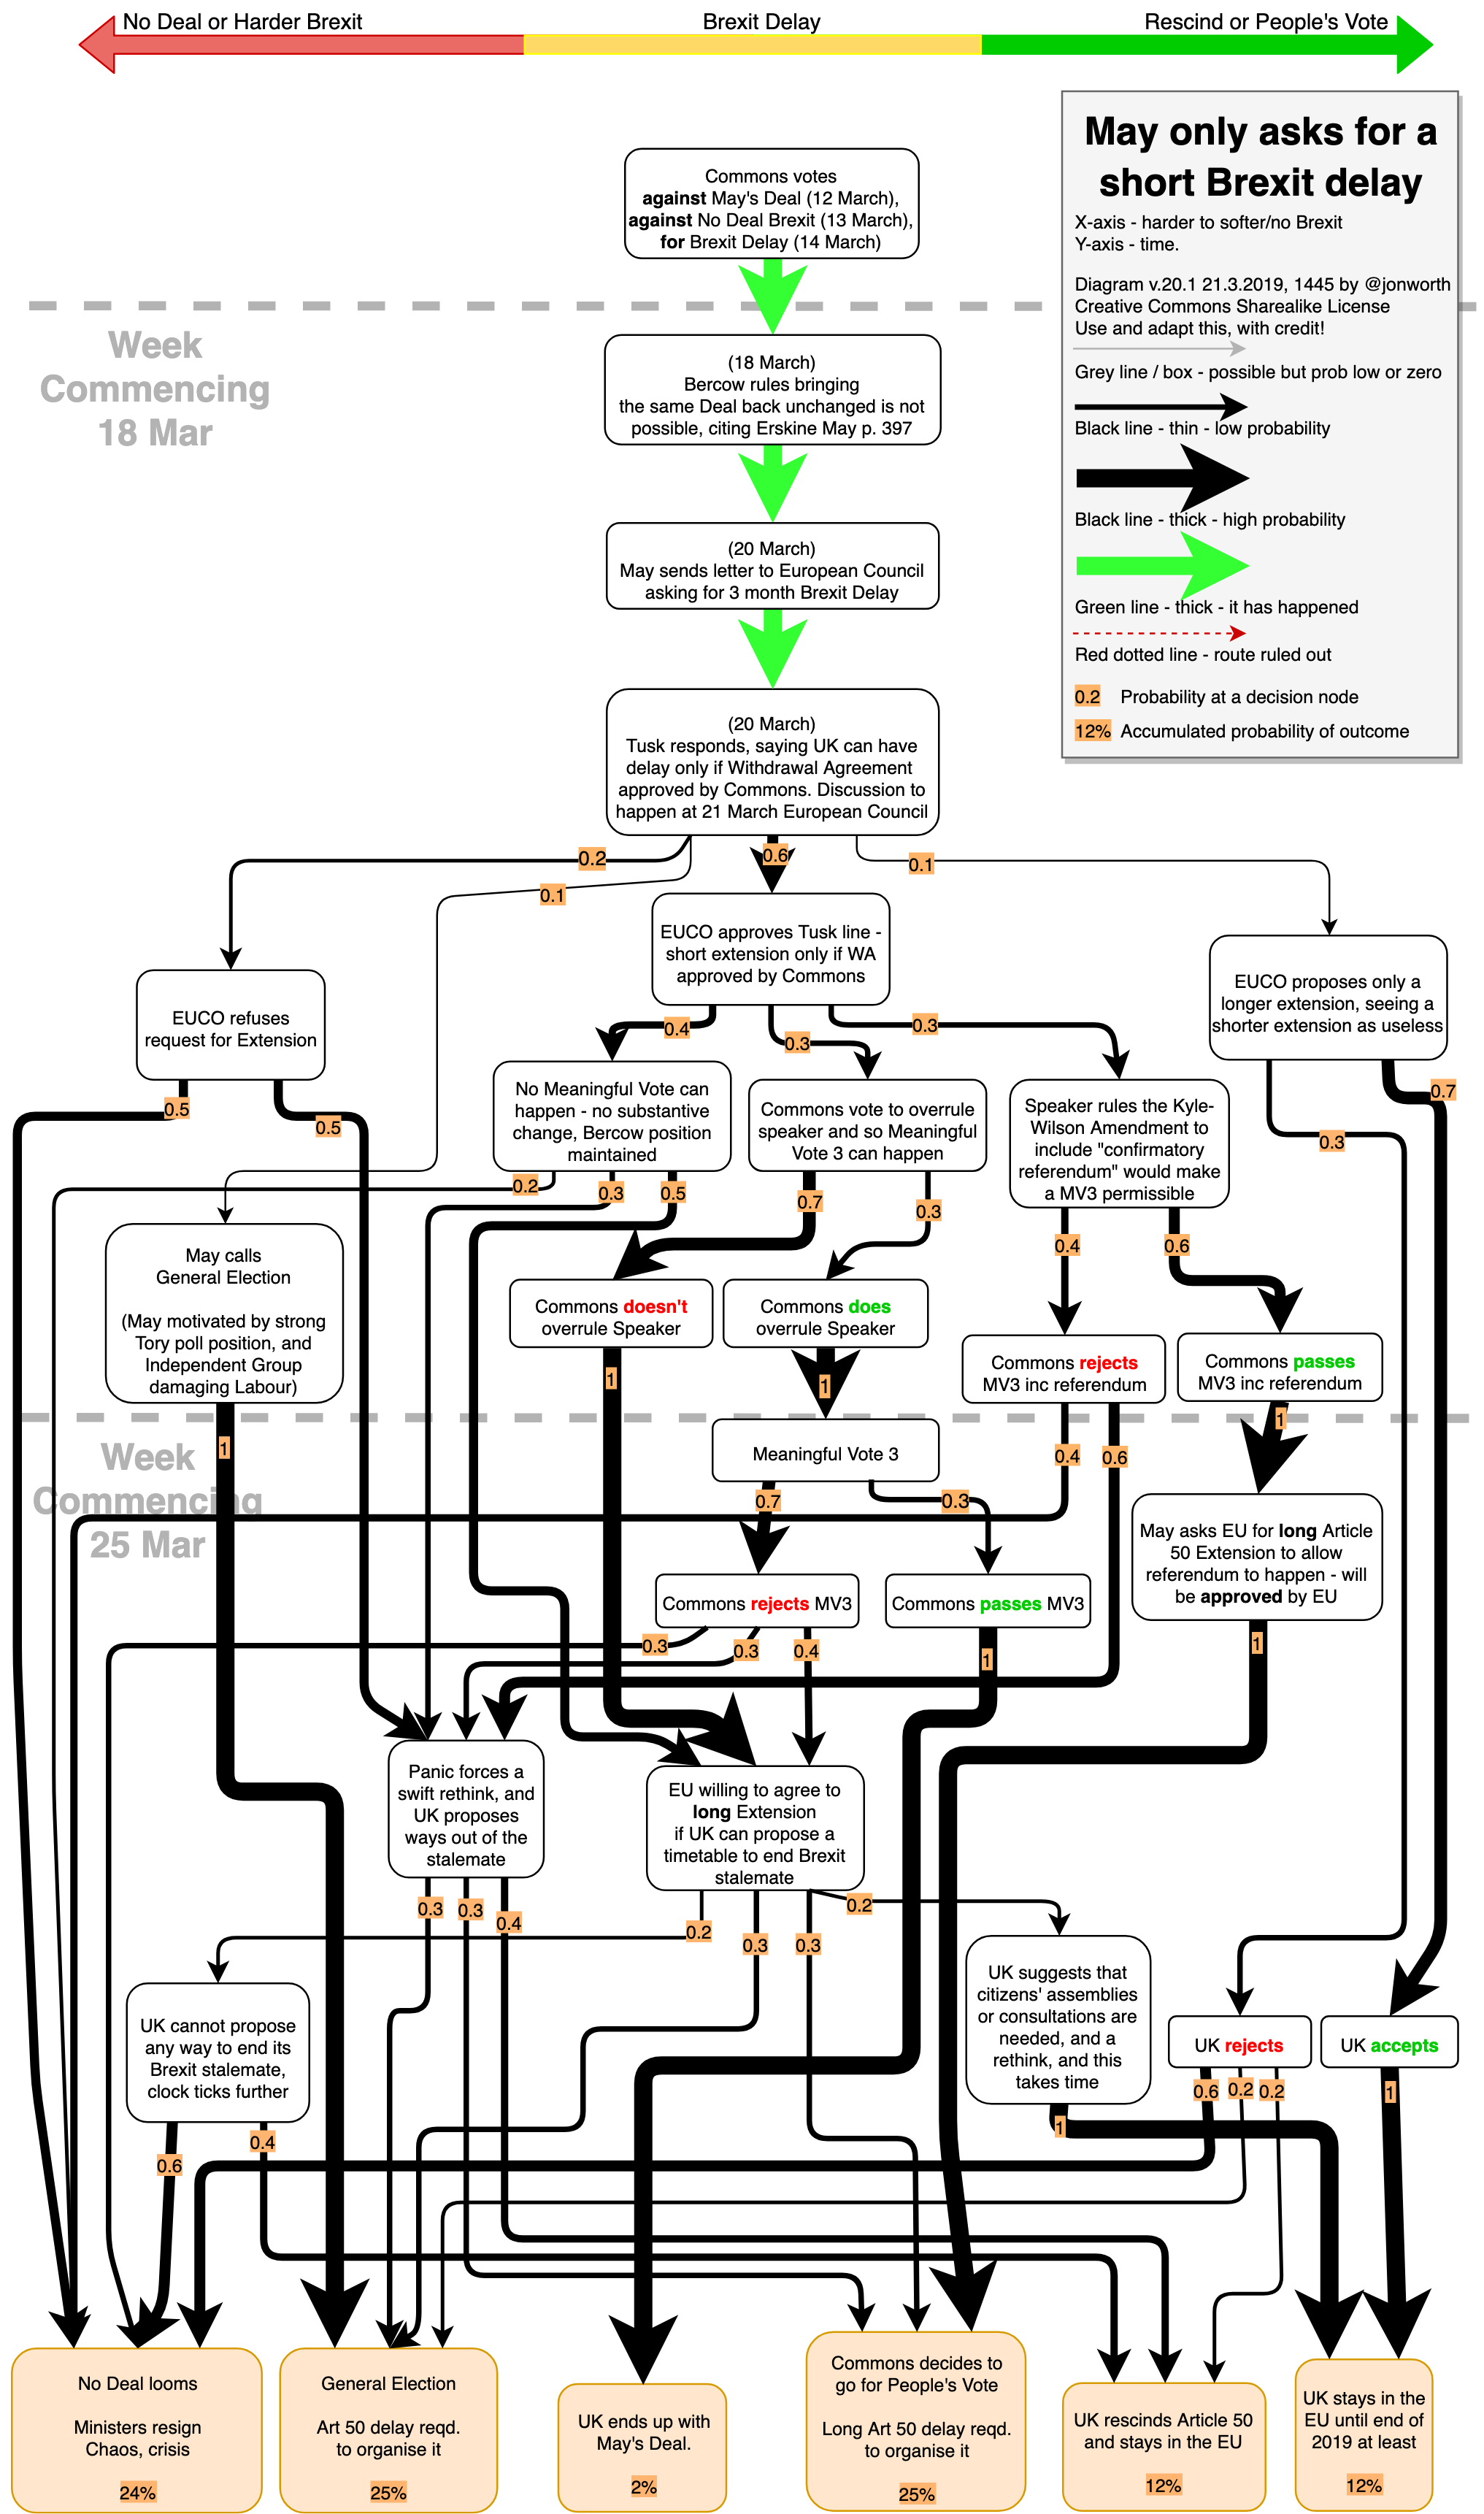 No Deal or Harder Brexit
Brexit Delay
Rescind or People's Vote
May only asks for a
short Brexit delay
X-axis - harder to softer/no Brexit
Y-axis - time.
Diagram v.20.1 21.3.2019, 1445 by @jonworth
Creative Commons Sharealike License
Use and adapt this, with credit!
Grey line / box - possible but prob low or zero
Black line - thin - low probability
Black line - thick - high probability
Green line - thick - it has happened
Red dotted line - route ruled out
0.2 Probability at a decision node
12% Accumulated probability of outcome
Commons votes
against May's Deal (12 March),
against No Deal Brexit (13 March),
for Brexit Delay (14 March)
Week
Commencing
18 Mar
(18 March)
Bercow rules bringing
the same Deal back unchanged is not
possible, citing Erskine May p. 397
(20 March)
May sends letter to European Council
asking for 3 month Brexit Delay
(20 March)
Tusk responds, saying UK can have
delay only if Withdrawal Agreement
approved by Commons. Discussion to
happen at 21 March European Council
0.2
0.1
0.6
0.1
EUCO approves Tusk line -
short extension only if WA
approved by Commons
EUCO refuses
request for Extension
EUCO proposes only a
longer extension, seeing a
shorter extension as useless
0.4
0.3
0.3
0.5
0.5
0.7
0.3
No Meaningful Vote can
happen - no substantive
change, Bercow position
maintained
Commons vote to overrule
speaker and so Meaningful
Vote 3 can happen
Speaker rules the Kyle-
Wilson Amendment to
include "confirmatory
referendum" would make
a MV3 permissible
0.2
0.3
0.5
0.7
0.3
0.4
0.6
May calls
General Election
(May motivated by strong
Tory poll position, and
Independent Group
damaging Labour)
Commons doesn't
overrule Speaker
Commons does
overrule Speaker
Commons rejects
MV3 inc referendum
Commons passes
MV3 inc referendum
1
1
1
1
0.4
0.6
Week
Commencing
25 Mar
Meaningful Vote 3
0.7
0.3
May asks EU for long Article
50 Extension to allow
referendum to happen - will
be approved by EU
Commons rejects MV3
Commons passes MV3
0.3
0.3
0.4
1
1
Panic forces a
swift rethink, and
UK proposes
ways out of the
stalemate
EU willing to agree to
long Extension
if UK can propose a
timetable to end Brexit
stalemate
0.3
0.3
0.4
0.2
0.3
0.3
0.2
UK cannot propose
any way to end its
Brexit stalemate,
clock ticks further
UK suggests that
citizens' assemblies
or consultations are
needed, and a
rethink, and this
takes time
UK rejects
UK accepts
0.6
0.4
1
0.6
0.2
0.2
1
No Deal looms
Ministers resign
Chaos, crisis
24%
General Election
Art 50 delay reqd.
to organise it
25%
UK ends up with
May's Deal.
2%
Commons decides to
go for People's Vote
Long Art 50 delay reqd.
to organise it
25%
UK rescinds Article 50
and stays in the EU
12%
UK stays in the
EU until end of
2019 at least
12%